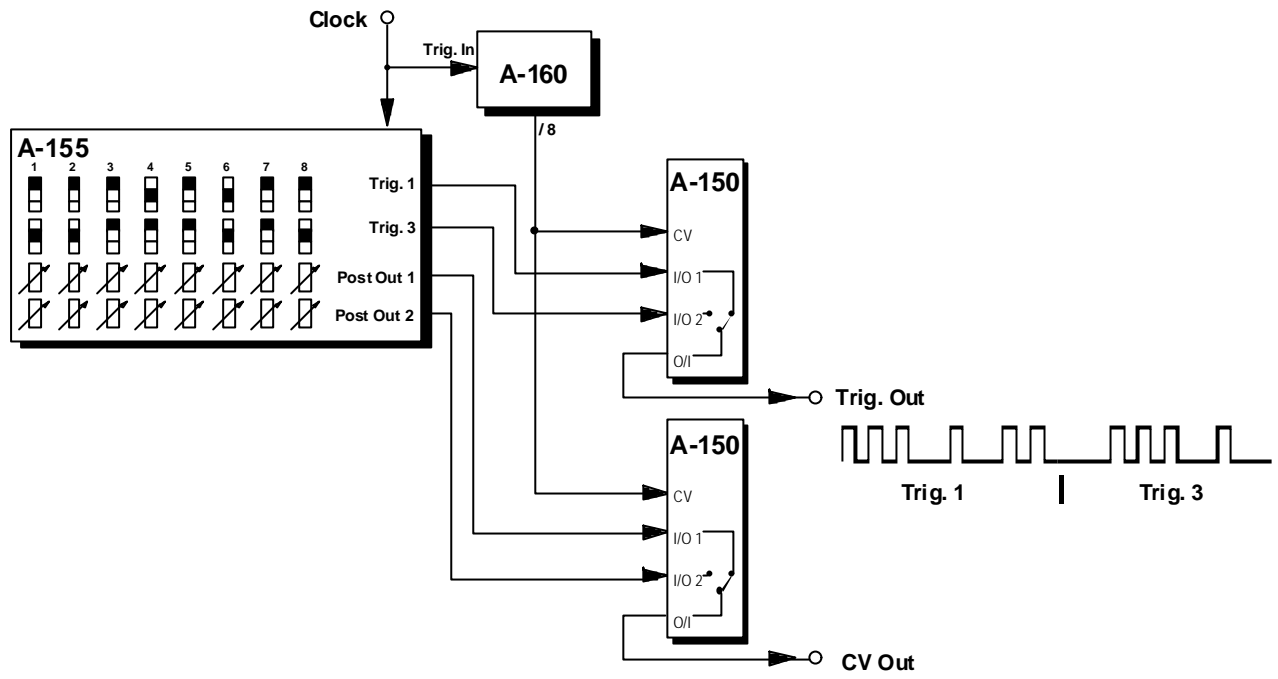 Clock
Trig. In
A-160
/ 8
A-155
1 2 3 4 5 6 7 8
Trig. 1
Trig. 3
Post Out 1
Post Out 2
A-150
CV
I/O 1
I/O 2
O/I
Trig. Out
A-150
CV
I/O 1
I/O 2
O/I
CV Out
Trig. 1
Trig. 3